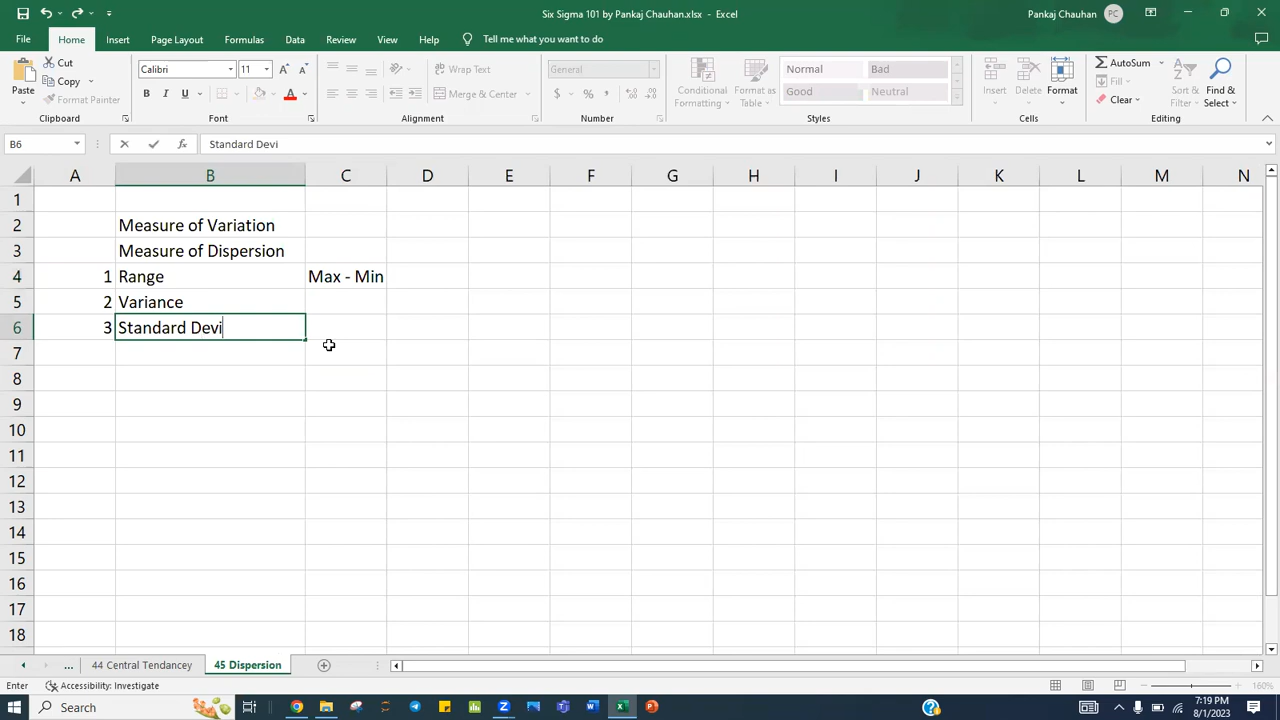 Six Sigma 101 by Pankaj Chauhan.xlsx - Excel
Pankaj Chauhan PC
File Home Insert Page Layout Formulas Data Review View Help Tell me what you want to do
Paste Cut Copy Format Painter
Clipboard
Calibri 11 A A
B I U A
Font
Wrap Text
Merge & Center
Alignment
General
$ %
Number
Conditional Formatting
Format as Table
Normal Bad
Good Neutral
Styles
Insert Delete Format
Cells
AutoSum
Fill
Clear
Sort & Filter
Find & Select
Editing
B6 fx Standard Devi
A B C D E F G H I J K L M N
1
2 Measure of Variation
3 Measure of Dispersion
4 1 Range Max - Min
5 2 Variance
6 3 Standard Devi
7
8
9
10
11
12
13
14
15
16
17
18
... 44 Central Tendancey 45 Dispersion
Enter Accessibility: Investigate 160%
Search 7:19 PM
8/1/2023